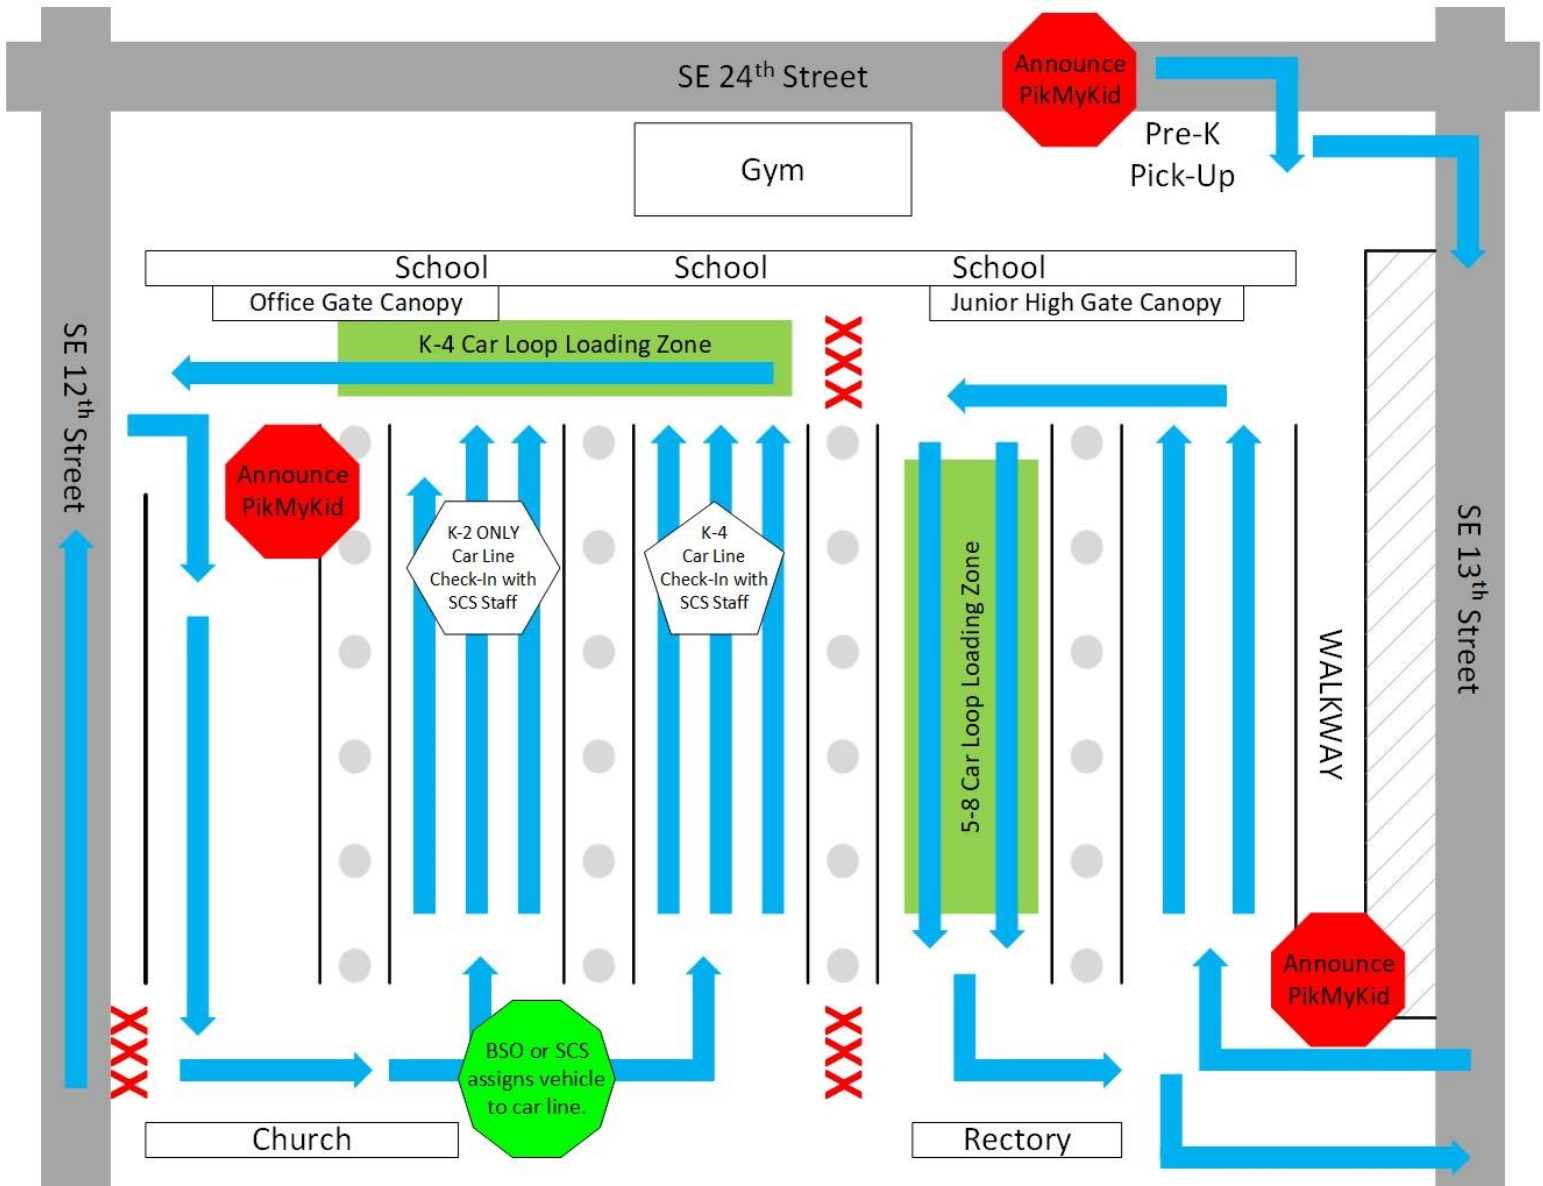 SE 24th Street
Announce
PikMyKid
Pre-K
Pick-Up
Gym
School
School
School
Office Gate Canopy
Junior High Gate Canopy
K-4 Car Loop Loading Zone
XXX
SE 12th Street
Announce
PikMyKid
K-2 ONLY
Car Line
Check-In with
SCS Staff
K-4
Car Line
Check-In with
SCS Staff
5-8 Car Loop Loading Zone
WALKWAY
SE 13th Street
Announce
PikMyKid
XXX
XXX
BSO or SCS
assigns vehicle
to car line.
Church
Rectory